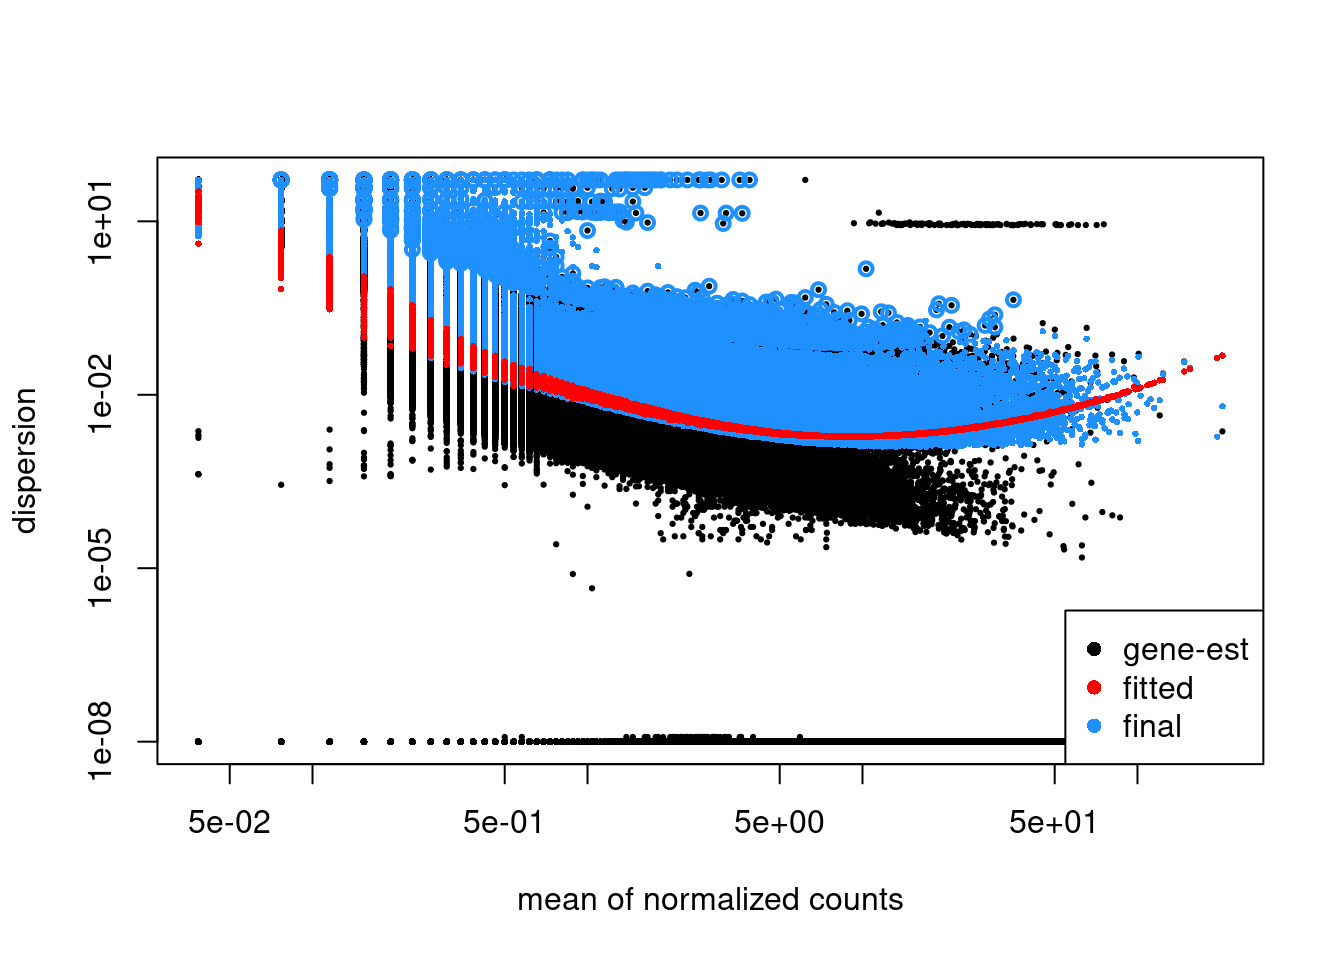 dispersion
1e+01
1e-02
1e-05
1e-08
gene-est
fitted
final
5e-02
5e-01
5e+00
5e+01
mean of normalized counts